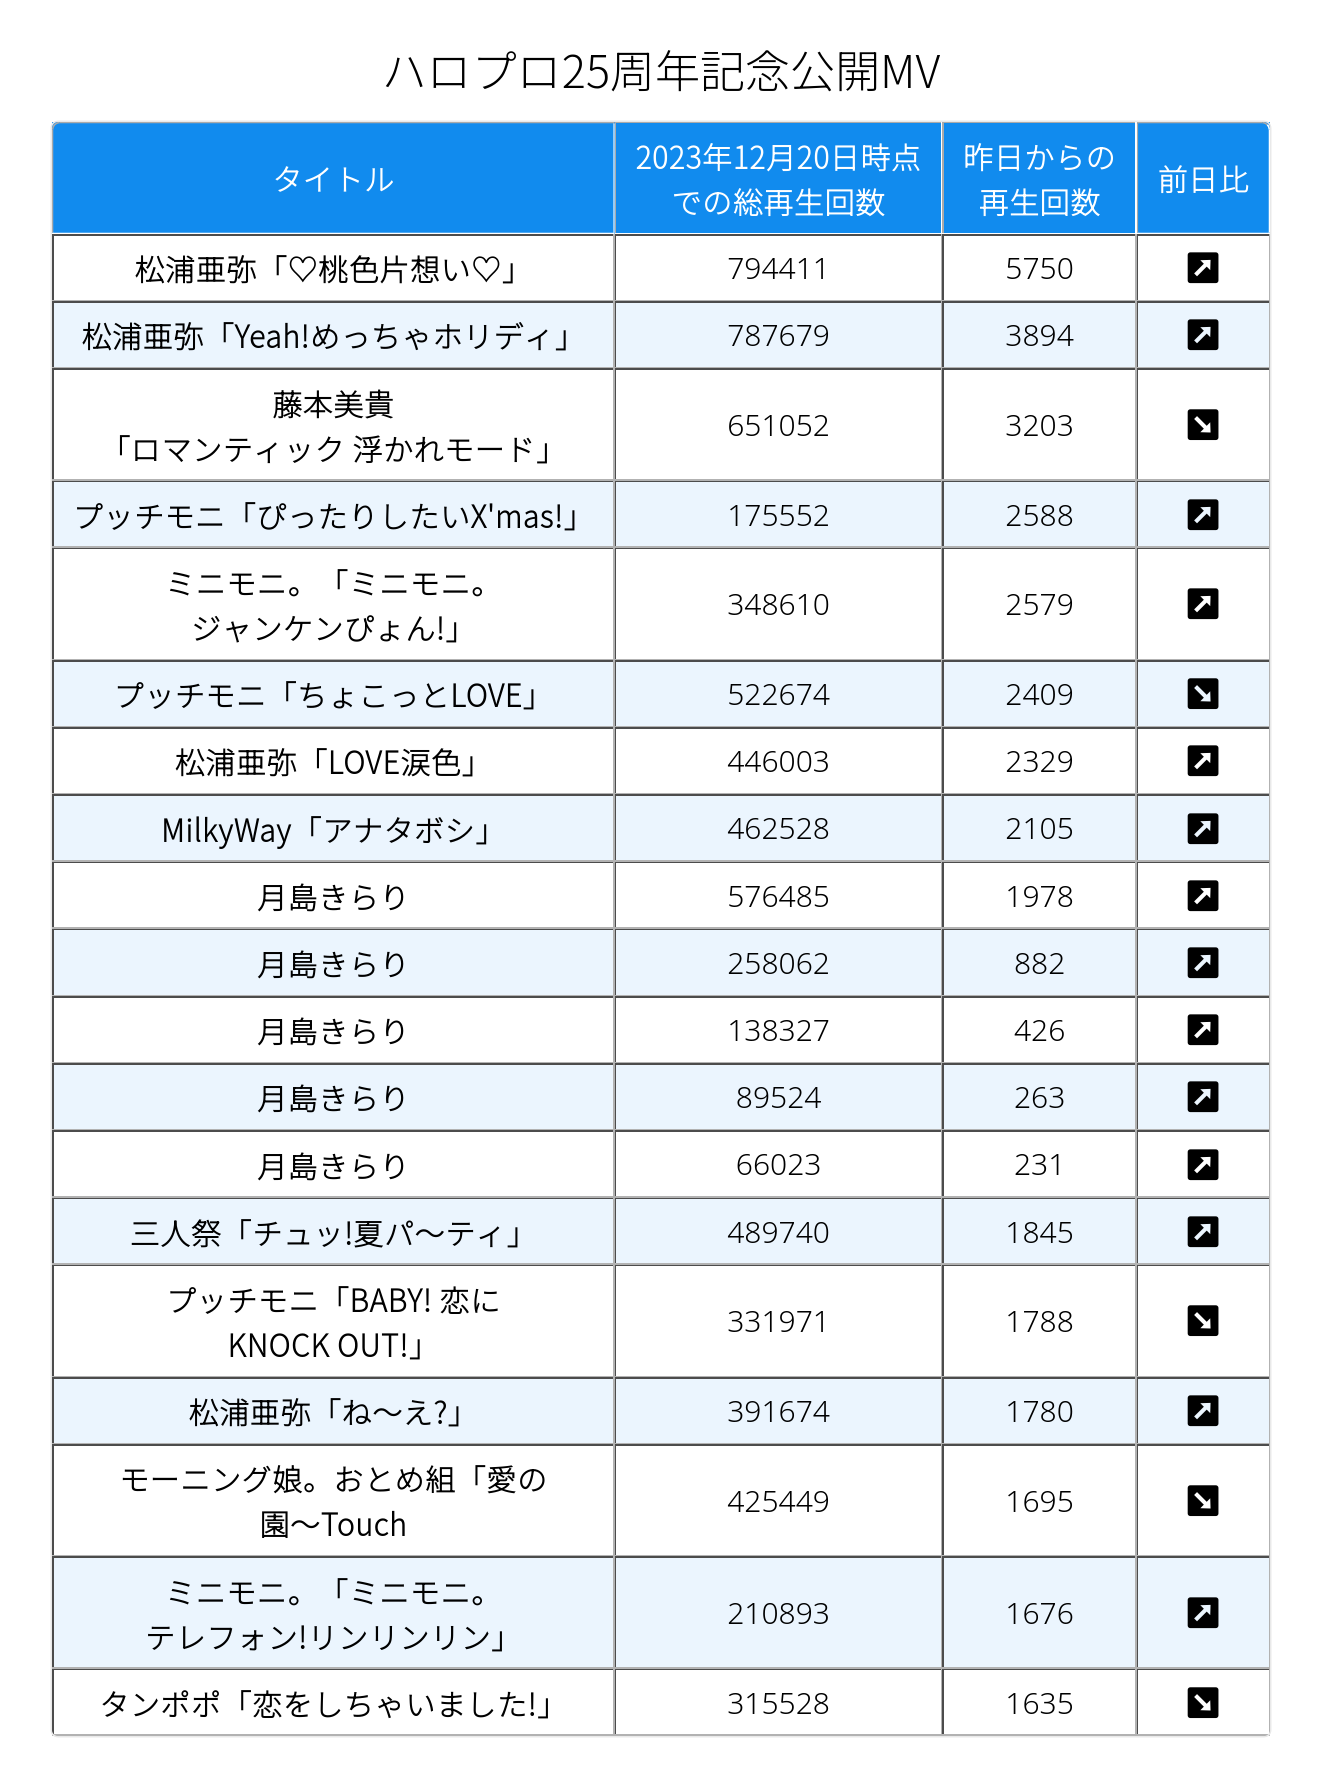 ハロプロ25周年記念公開MV
タイトル
2023年12月20日時点
での総再生回数
昨日からの
再生回数
前日比
松浦亜弥「♡桃色片想い♡」 794411 5750
松浦亜弥「Yeah!めっちゃホリディ」 787679 3894
藤本美貴
「ロマンティック 浮かれモード」 651052 3203
プッチモニ「ぴったりしたいX'mas!」 175552 2588
ミニモニ。「ミニモニ。
ジャンケンぴょん!」 348610 2579
プッチモニ「ちょこっとLOVE」 522674 2409
松浦亜弥「LOVE涙色」 446003 2329
MilkyWay「アナタボシ」 462528 2105
月島きらり 576485 1978
月島きらり 258062 882
月島きらり 138327 426
月島きらり 89524 263
月島きらり 66023 231
三人祭「チュッ!夏パ〜ティ」 489740 1845
プッチモニ「BABY! 恋に
KNOCK OUT!」 331971 1788
松浦亜弥「ね〜え?」 391674 1780
モーニング娘。おとめ組「愛の
園〜Touch 425449 1695
ミニモニ。「ミニモニ。
テレフォン!リンリンリン」 210893 1676
タンポポ「恋をしちゃいました!」 315528 1635